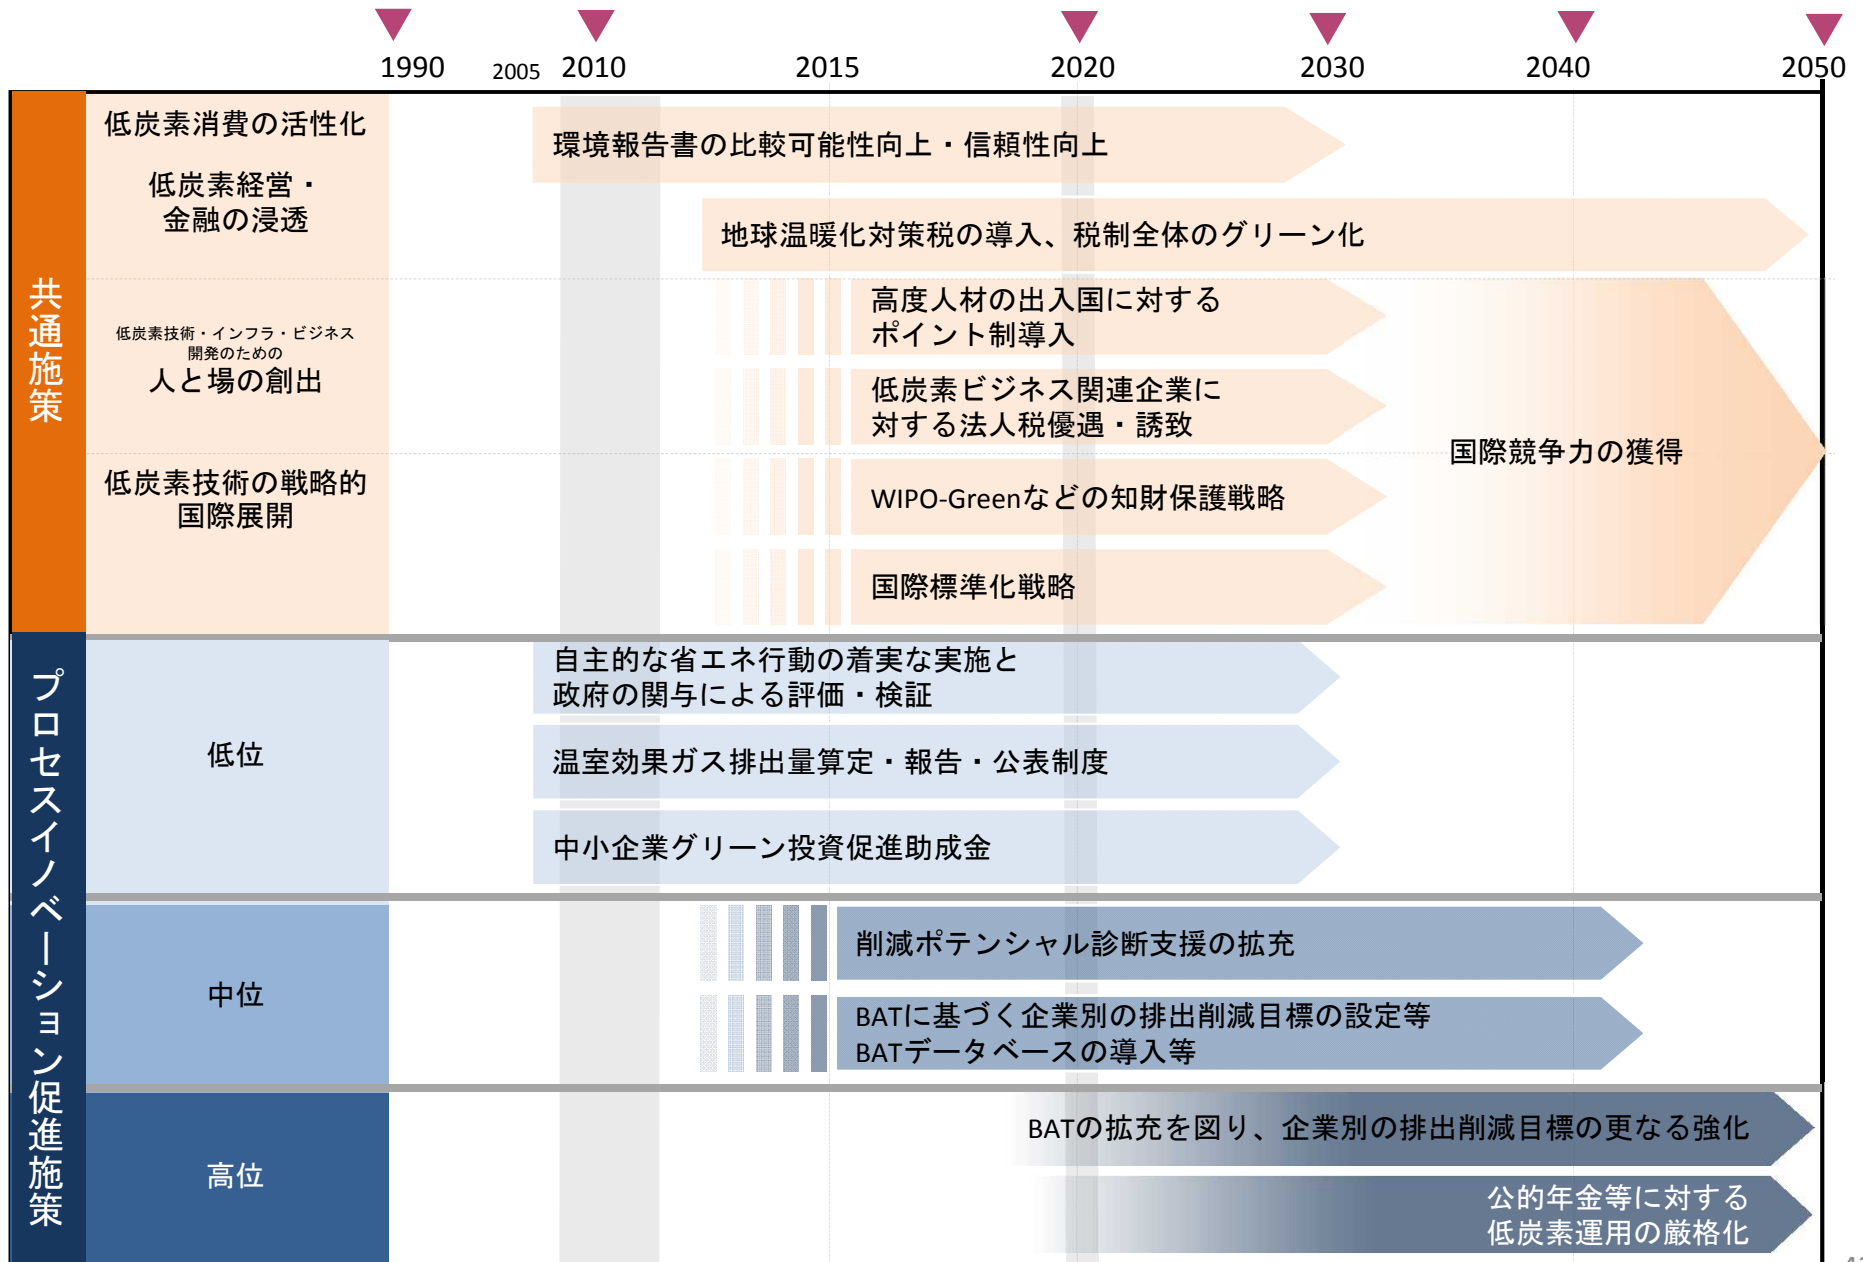 1990
2005
2010
2015
2020
2030
2040
2050
共通施策
低炭素消費の活性化
低炭素経営・
金融の浸透
環境報告書の比較可能性向上・信頼性向上
地球温暖化対策税の導入、税制全体のグリーン化
低炭素技術・インフラ・ビジネス
開発のための
人と場の創出
高度人材の出入国に対する
ポイント制導入
低炭素ビジネス関連企業に
対する法人税優遇・誘致
低炭素技術の戦略的
国際展開
WIPO-Greenなどの知財保護戦略
国際標準化戦略
国際競争力の獲得
プロセスイノベーション促進施策
低位
自主的な省エネ行動の着実な実施と
政府の関与による評価・検証
温室効果ガス排出量算定・報告・公表制度
中小企業グリーン投資促進助成金
中位
削減ポテンシャル診断支援の拡充
BATに基づく企業別の排出削減目標の設定等
BATデータベースの導入等
高位
BATの拡充を図り、企業別の排出削減目標の更なる強化
公的年金等に対する
低炭素運用の厳格化